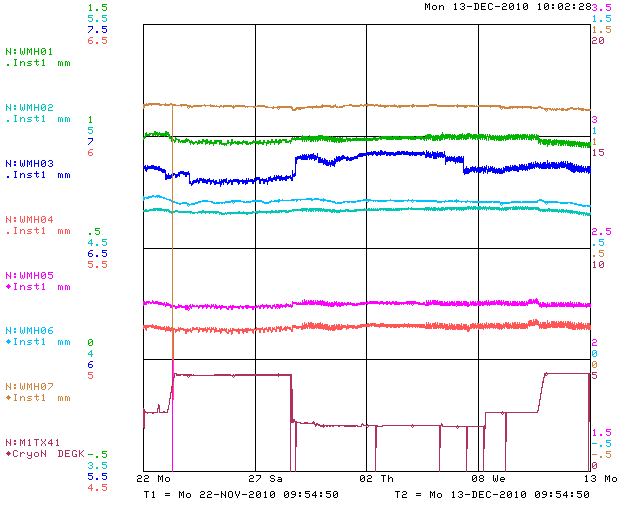 Mon 13-DEC-2010 10:02:28
1.5
5.5
7.5
6.5
3.5
1.5
1.5
20
N:WMH01
.Inst1 mm
N:WMH02
.Inst1 mm
1
5
7
6
3
1
1
15
N:WMH03
.Inst1 mm
N:WMH04
.Inst1 mm
.5
4.5
6.5
5.5
2.5
.5
.5
10
N:WMH05
◆Inst1 mm
N:WMH06
◆Inst1 mm
0
4
6
5
2
0
0
5
N:WMH07
◆Inst1 mm
N:M1TX41
◆CryoN DEGK
-.5
3.5
5.5
4.5
1.5
-.5
-.5
0
22 Mo 27 Sa 02 Th 08 We 13 Mo
T1 = Mo 22-NOV-2010 09:54:50 T2 = Mo 13-DEC-2010 09:54:50